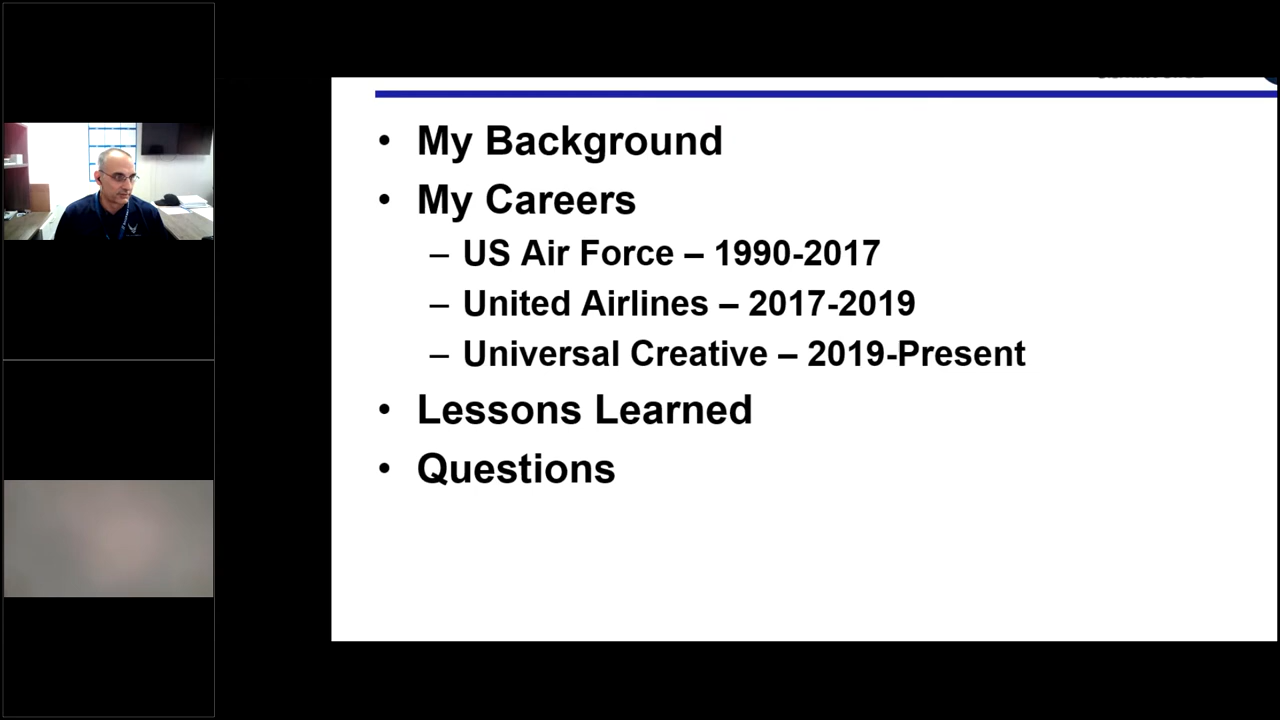 • My Background
• My Careers
– US Air Force – 1990-2017
– United Airlines – 2017-2019
– Universal Creative – 2019-Present
• Lessons Learned
• Questions